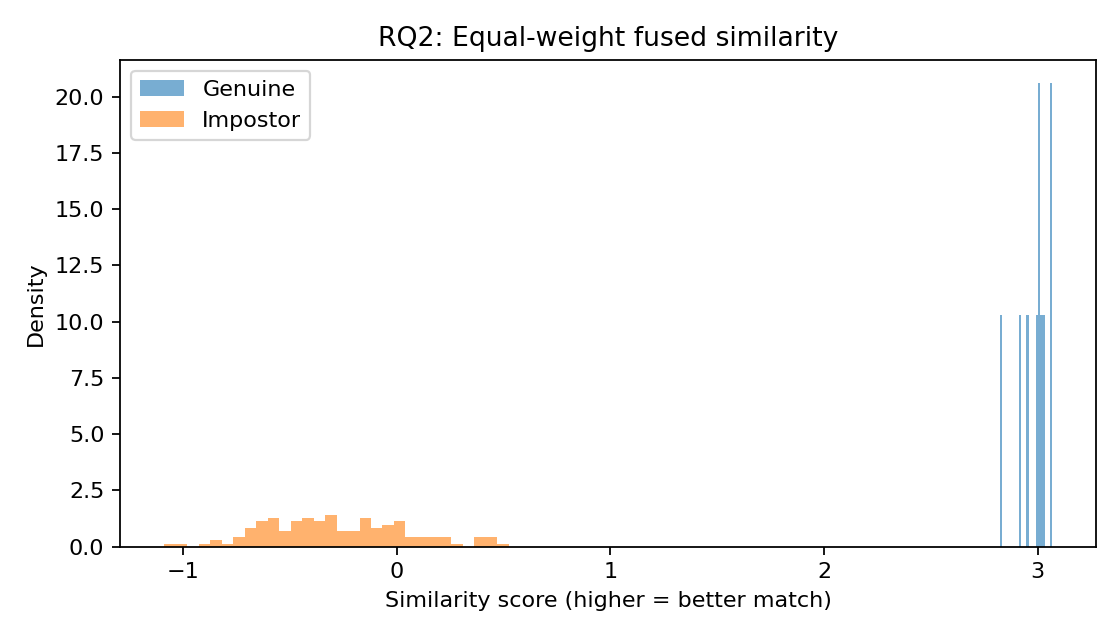 RQ2: Equal-weight fused similarity
Genuine
Impostor
20.0
17.5
15.0
12.5
10.0
7.5
5.0
2.5
0.0
Density
−1
0
1
2
3
Similarity score (higher = better match)